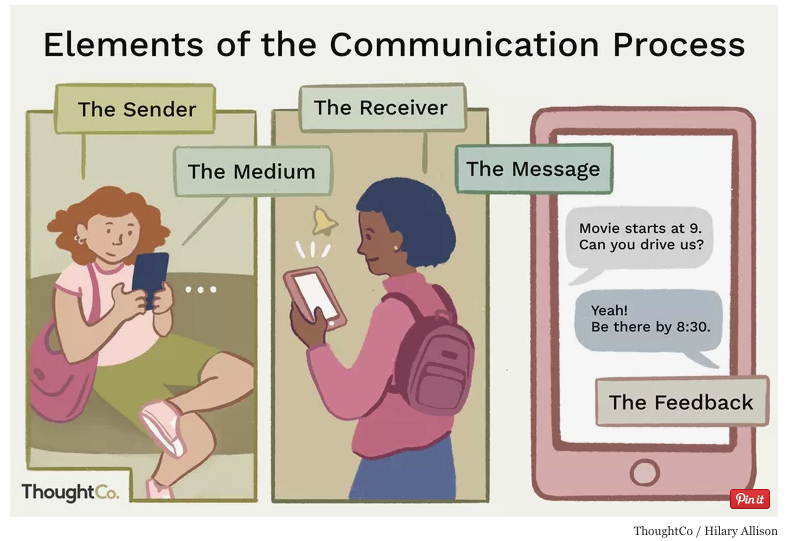 Elements of the Communication Process
The Sender
The Receiver
The Medium
The Message
Movie starts at 9.
Can you drive us?
Yeah!
Be there by 8:30.
The Feedback
ThoughtCo.
Pin it
ThoughtCo / Hilary Allison